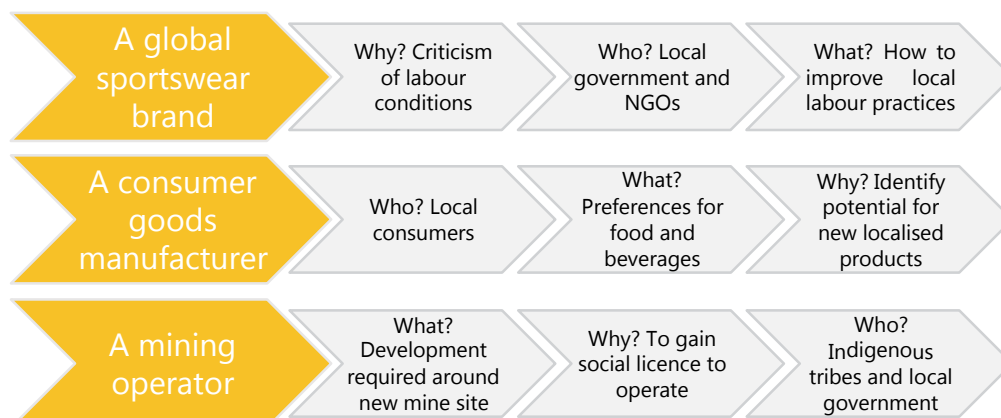 A global
sportswear
brand
Why? Criticism
of labour
conditions
Who? Local
government and
NGOs
What? How to
improve local
labour practices
A consumer
goods
manufacturer
Who? Local
consumers
What?
Preferences for
food and
beverages
Why? Identify
potential for
new localised
products
A mining
operator
What?
Development
required around
new mine site
Why? To gain
social licence to
operate
Who?
Indigenous
tribes and local
government